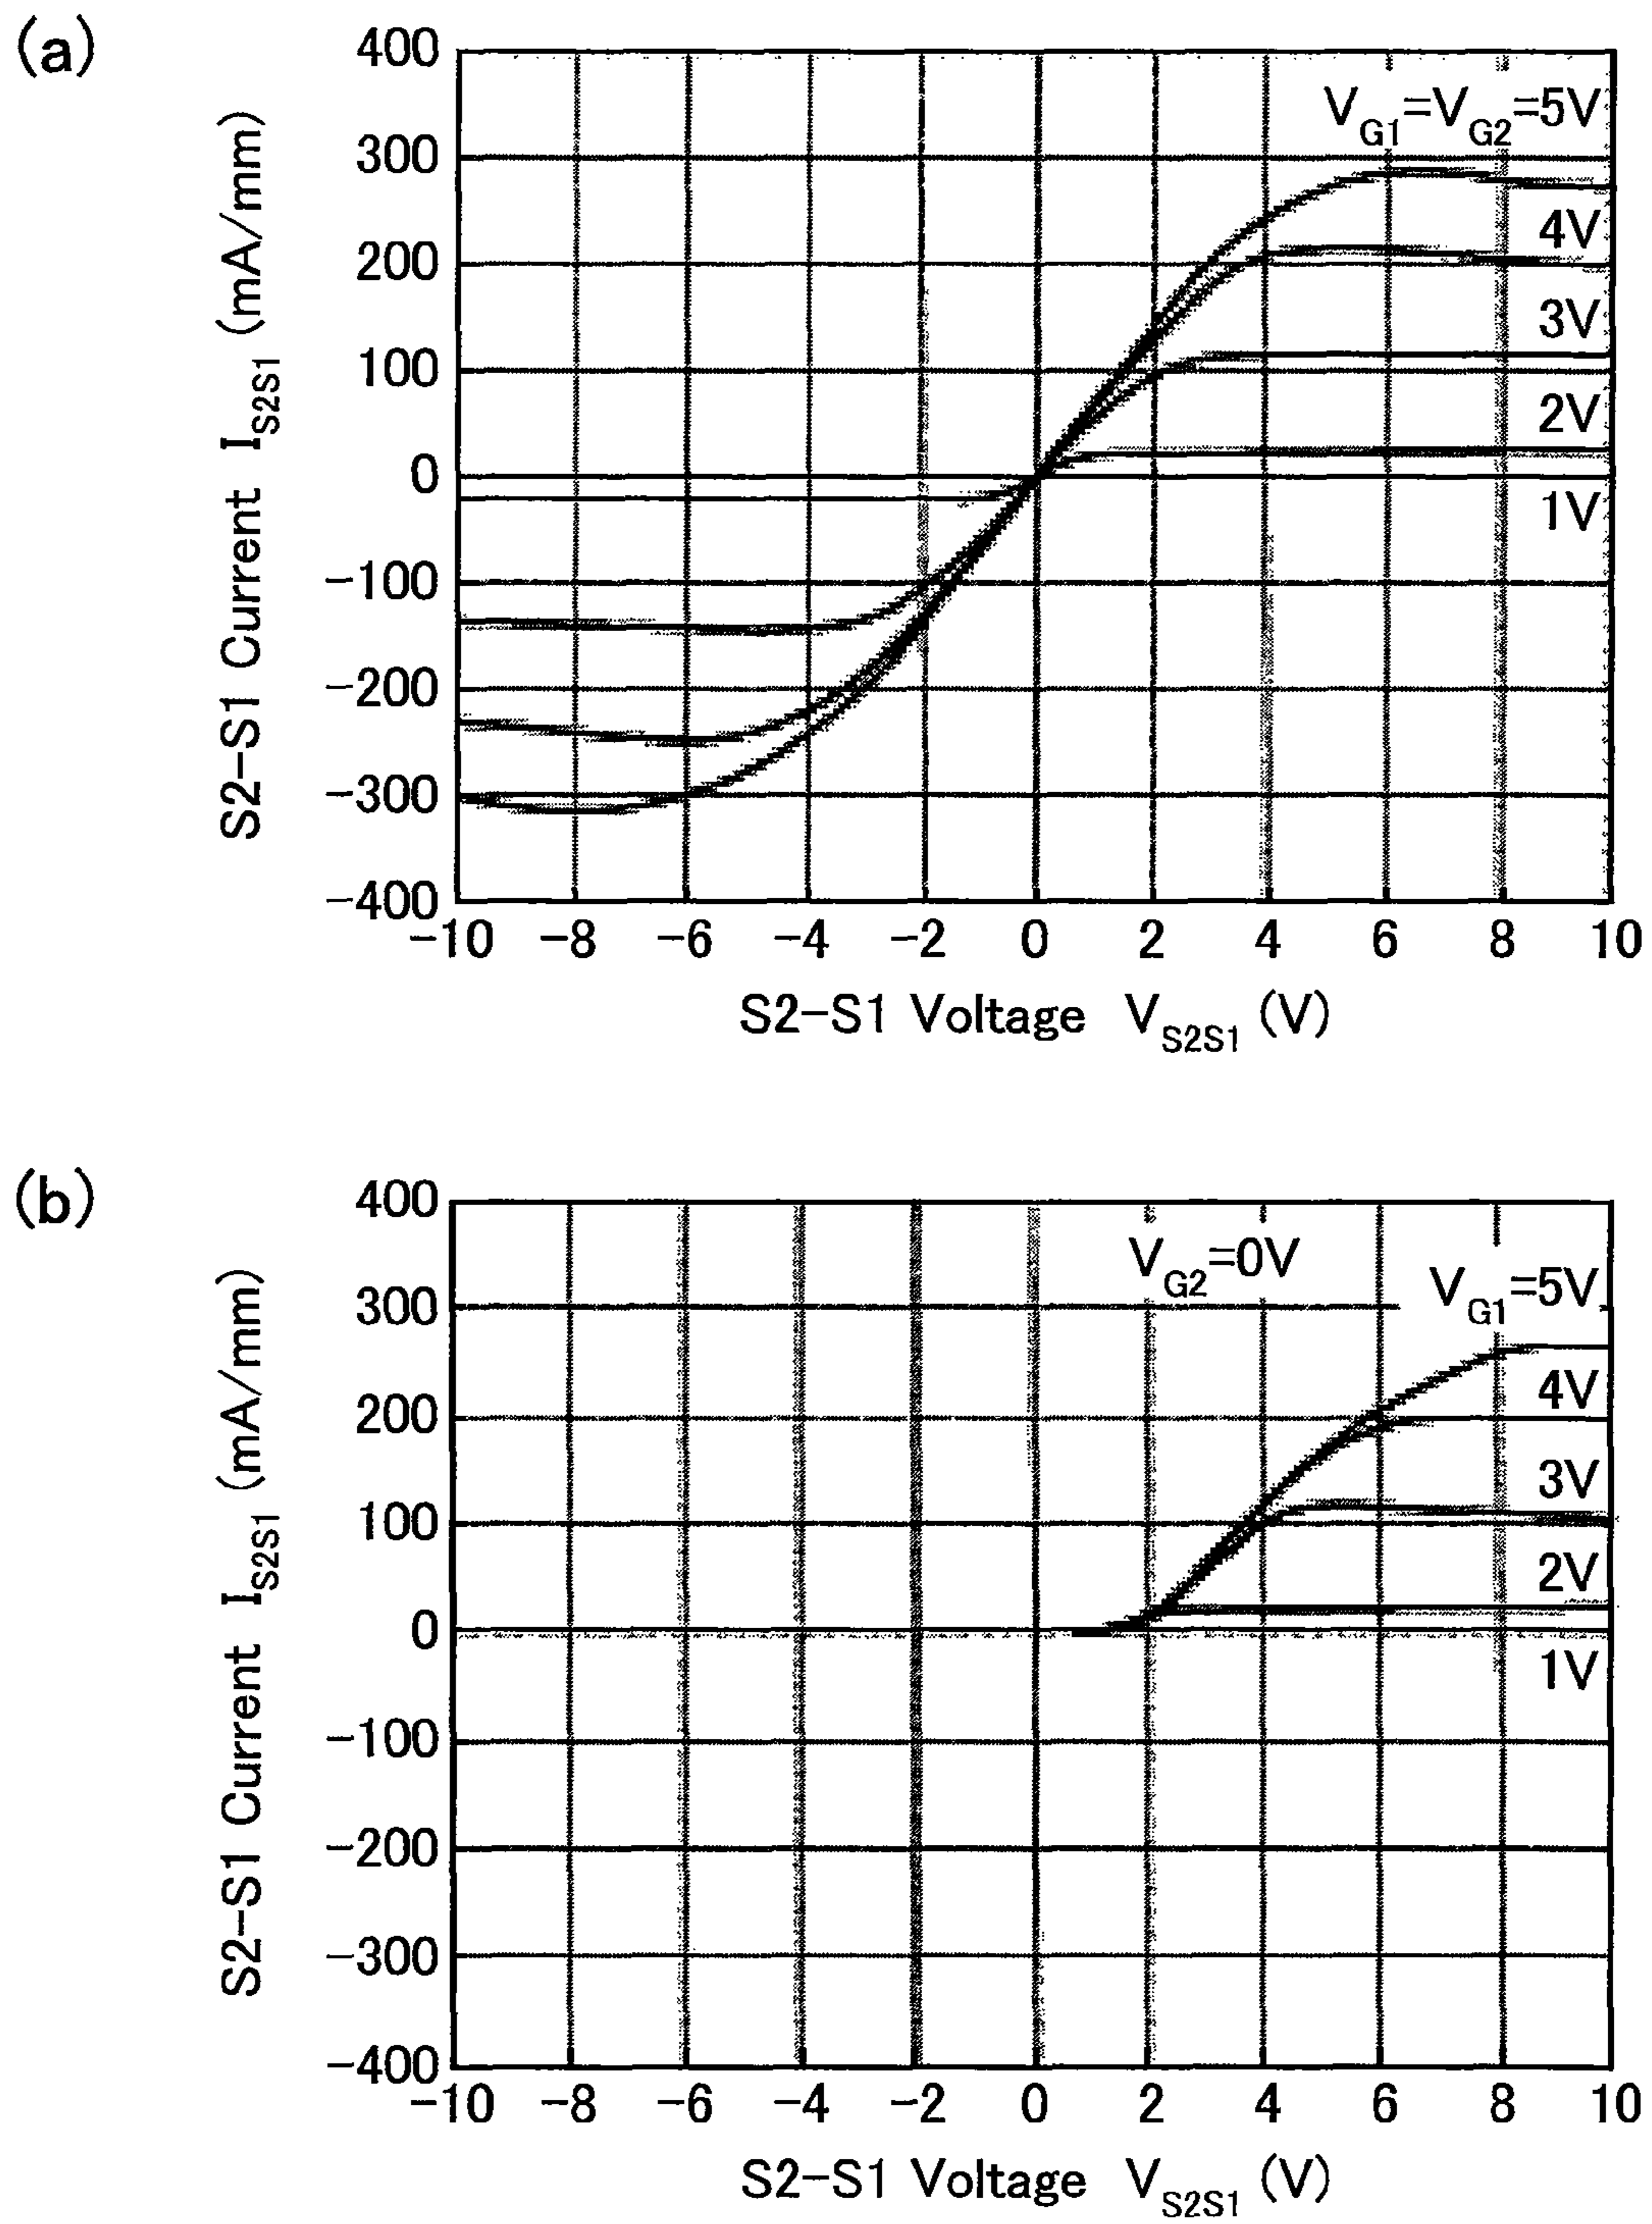 (a)
S2-S1 Current I_S2S1 (mA/mm)
400
300
200
100
0
-100
-200
-300
-400
V_G1=V_G2=5V
4V
3V
2V
1V
-10 -8 -6 -4 -2 0 2 4 6 8 10
S2-S1 Voltage V_S2S1 (V)
(b)
S2-S1 Current I_S2S1 (mA/mm)
400
300
200
100
0
-100
-200
-300
-400
V_G2=0V
V_G1=5V
4V
3V
2V
1V
-10 -8 -6 -4 -2 0 2 4 6 8 10
S2-S1 Voltage V_S2S1 (V)